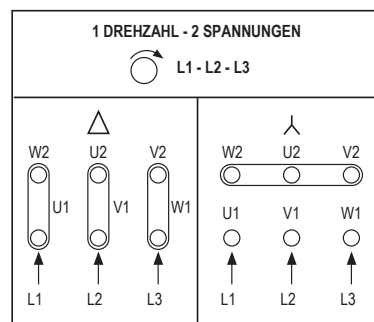 1 DREHZAHL - 2 SPANNUNGEN
L1 - L2 - L3
W2 U2 V2
U1 V1 W1
L1 L2 L3
W2 U2 V2
U1 V1 W1
L1 L2 L3